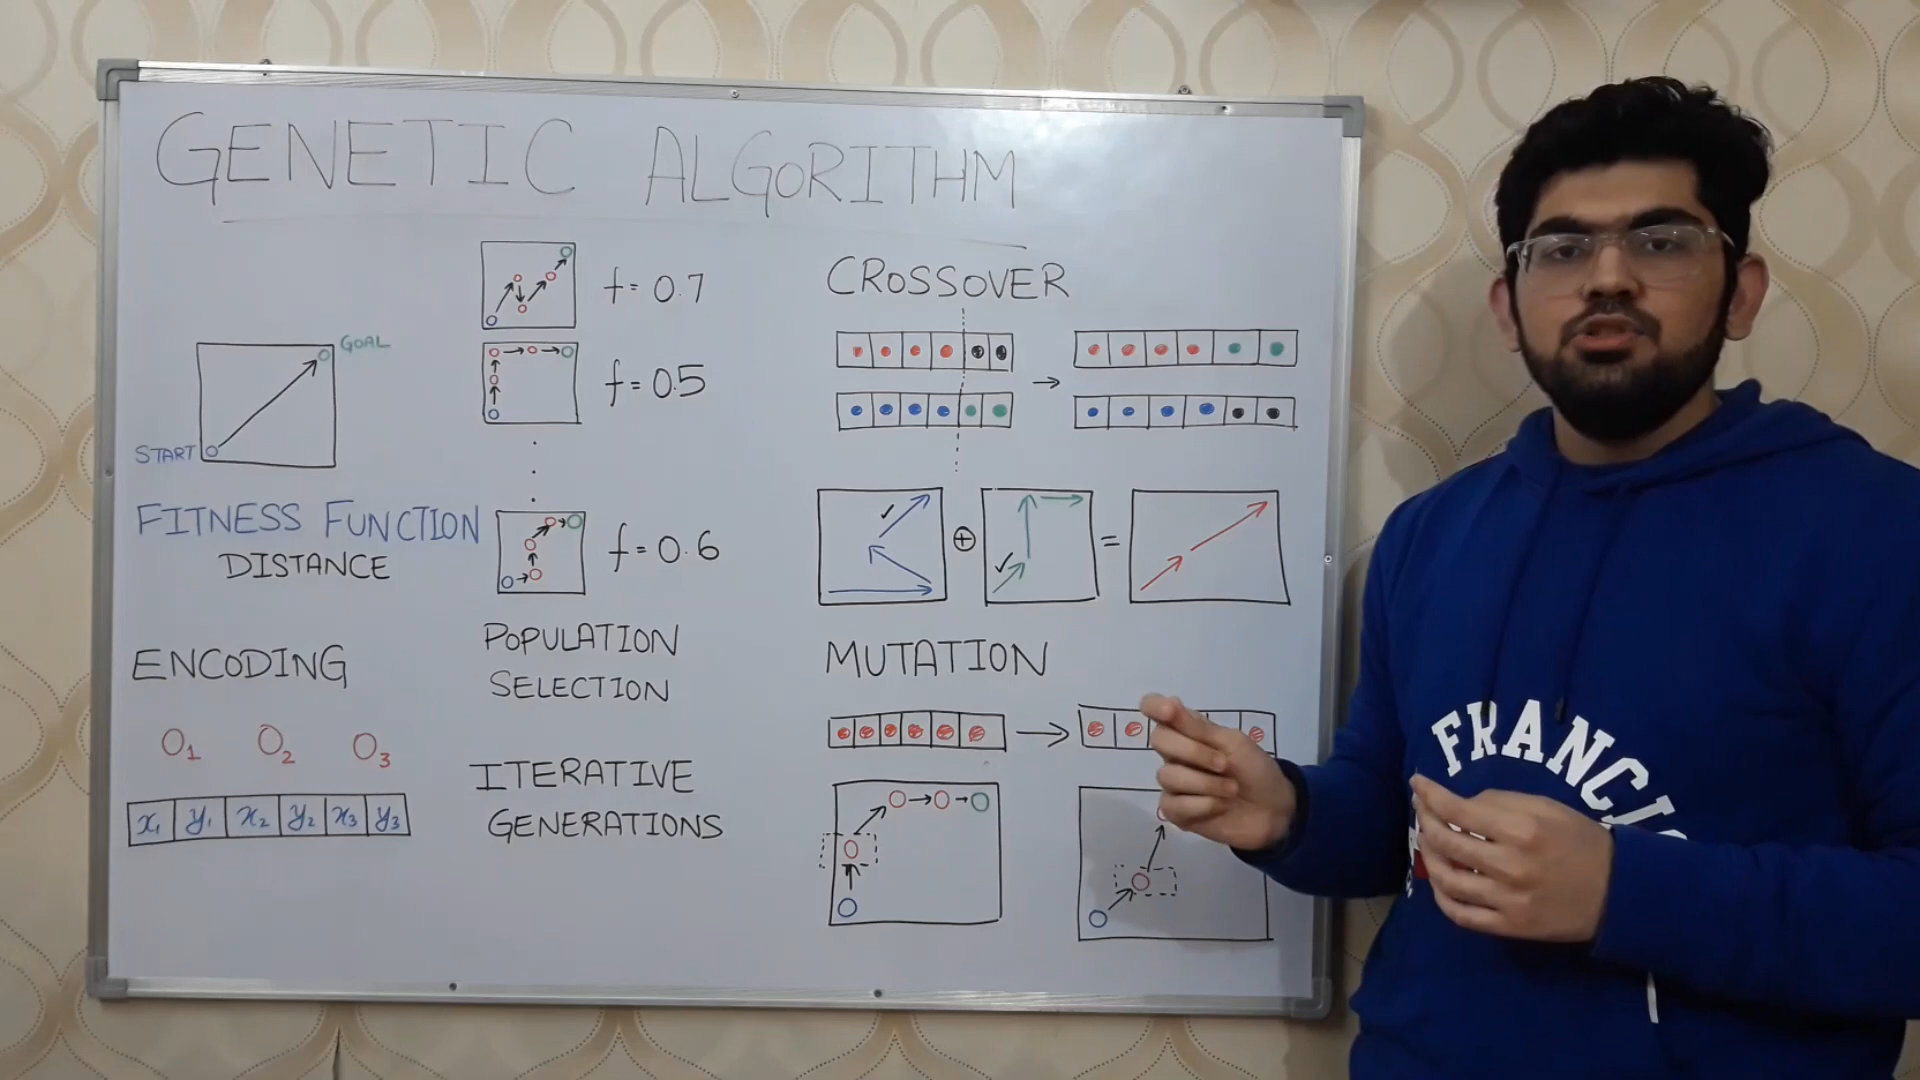 GENETIC ALGORITHM
GOAL
START
FITNESS FUNCTION
DISTANCE
ENCODING
O1 O2 O3
x1 y1 x2 y2 x3 y3
f = 0.7
f = 0.5
f = 0.6
POPULATION
SELECTION
ITERATIVE
GENERATIONS
CROSSOVER
MUTATION